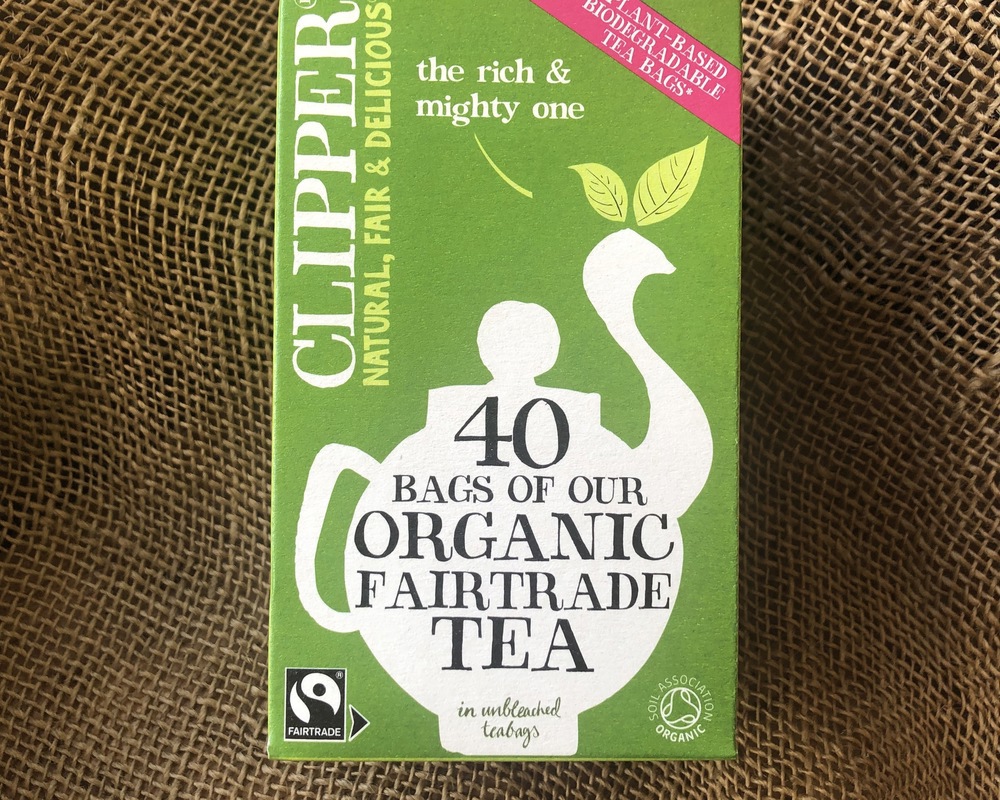 CLIPPER®
NATURAL, FAIR & DELICIOUS
the rich &
mighty one
PLANT-BASED
BIODEGRADABLE
TEA BAGS*
40
BAGS OF OUR
ORGANIC
FAIRTRADE
TEA
in unbleached
teabags
®
FAIRTRADE
SOIL ASSOCIATION
ORGANIC